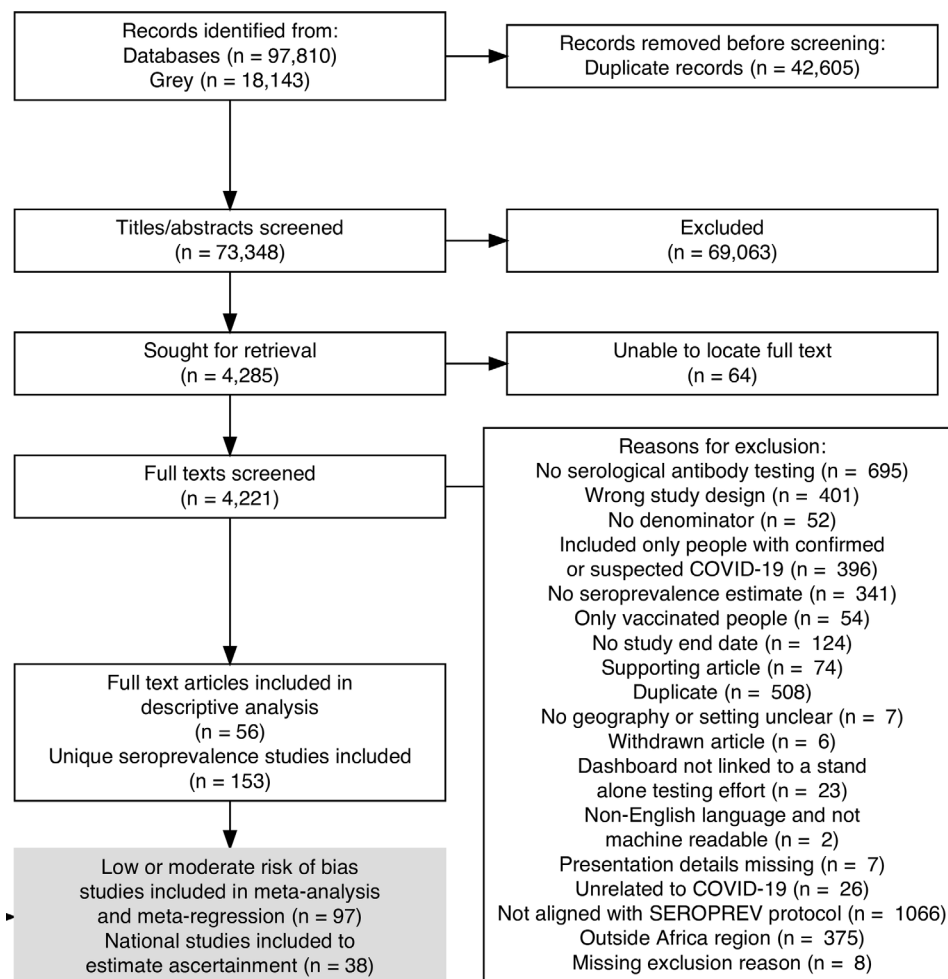 Records identified from:
Databases (n = 97,810)
Grey (n = 18,143)
Records removed before screening:
Duplicate records (n = 42,605)
Titles/abstracts screened
(n = 73,348)
Excluded
(n = 69,063)
Sought for retrieval
(n = 4,285)
Unable to locate full text
(n = 64)
Full texts screened
(n = 4,221)
Reasons for exclusion:
No serological antibody testing (n = 695)
Wrong study design (n = 401)
No denominator (n = 52)
Included only people with confirmed
or suspected COVID-19 (n = 396)
No seroprevalence estimate (n = 341)
Only vaccinated people (n = 54)
No study end date (n = 124)
Supporting article (n = 74)
Duplicate (n = 508)
No geography or setting unclear (n = 7)
Withdrawn article (n = 6)
Dashboard not linked to a stand
alone testing effort (n = 23)
Non-English language and not
machine readable (n = 2)
Presentation details missing (n = 7)
Unrelated to COVID-19 (n = 26)
Not aligned with SEROPREV protocol (n = 1066)
Outside Africa region (n = 375)
Missing exclusion reason (n = 8)
Full text articles included in
descriptive analysis
(n = 56)
Unique seroprevalence studies included
(n = 153)
Low or moderate risk of bias
studies included in meta-analysis
and meta-regression (n = 97)
National studies included to
estimate ascertainment (n = 38)